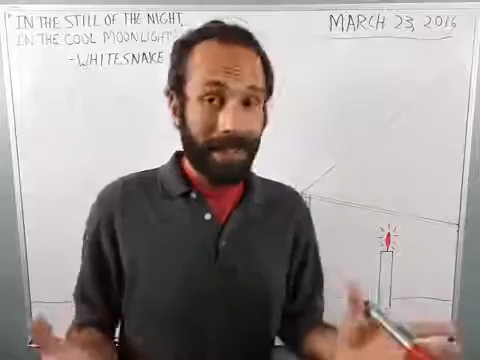 "IN THE STILL OF THE NIGHT,
IN THE COOL MOONLIGHT"
-WHITESNAKE
MARCH 23, 2016